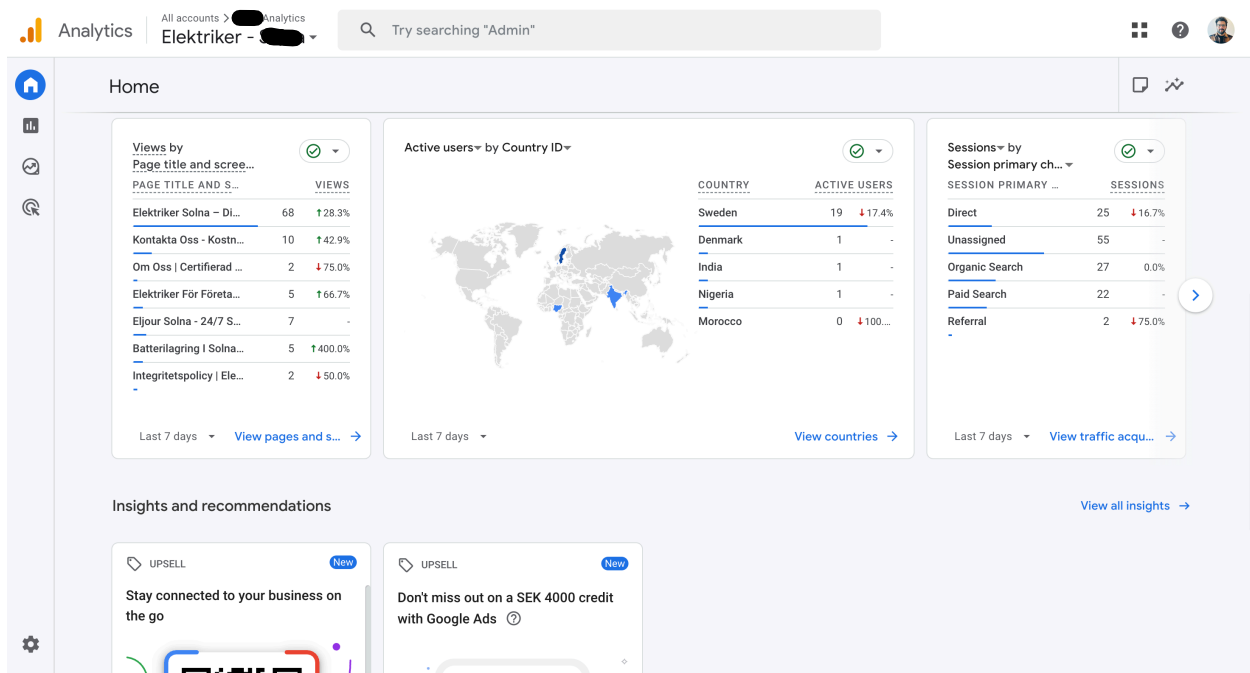 Analytics
All accounts > Analytics
Elektriker -
Try searching "Admin"
Home
Views by
Page title and scree...
PAGE TITLE AND S... VIEWS
Elektriker Solna – Di... 68 28.3%
Kontakta Oss - Kostn... 10 42.9%
Om Oss | Certifierad ... 2 75.0%
Elektriker För Företa... 5 66.7%
Eljour Solna - 24/7 S... 7 -
Batterilagring I Solna... 5 400.0%
Integritetspolicy | Ele... 2 50.0%
Last 7 days View pages and s...
Active users by Country ID
COUNTRY ACTIVE USERS
Sweden 19 17.4%
Denmark 1 -
India 1 -
Nigeria 1 -
Morocco 0 100....
Last 7 days View countries
Sessions by
Session primary ch...
SESSION PRIMARY ... SESSIONS
Direct 25 16.7%
Unassigned 55 -
Organic Search 27 0.0%
Paid Search 22 -
Referral 2 75.0%
Last 7 days View traffic acqu...
Insights and recommendations View all insights
UPSELL New
Stay connected to your business on
the go
UPSELL New
Don't miss out on a SEK 4000 credit
with Google Ads